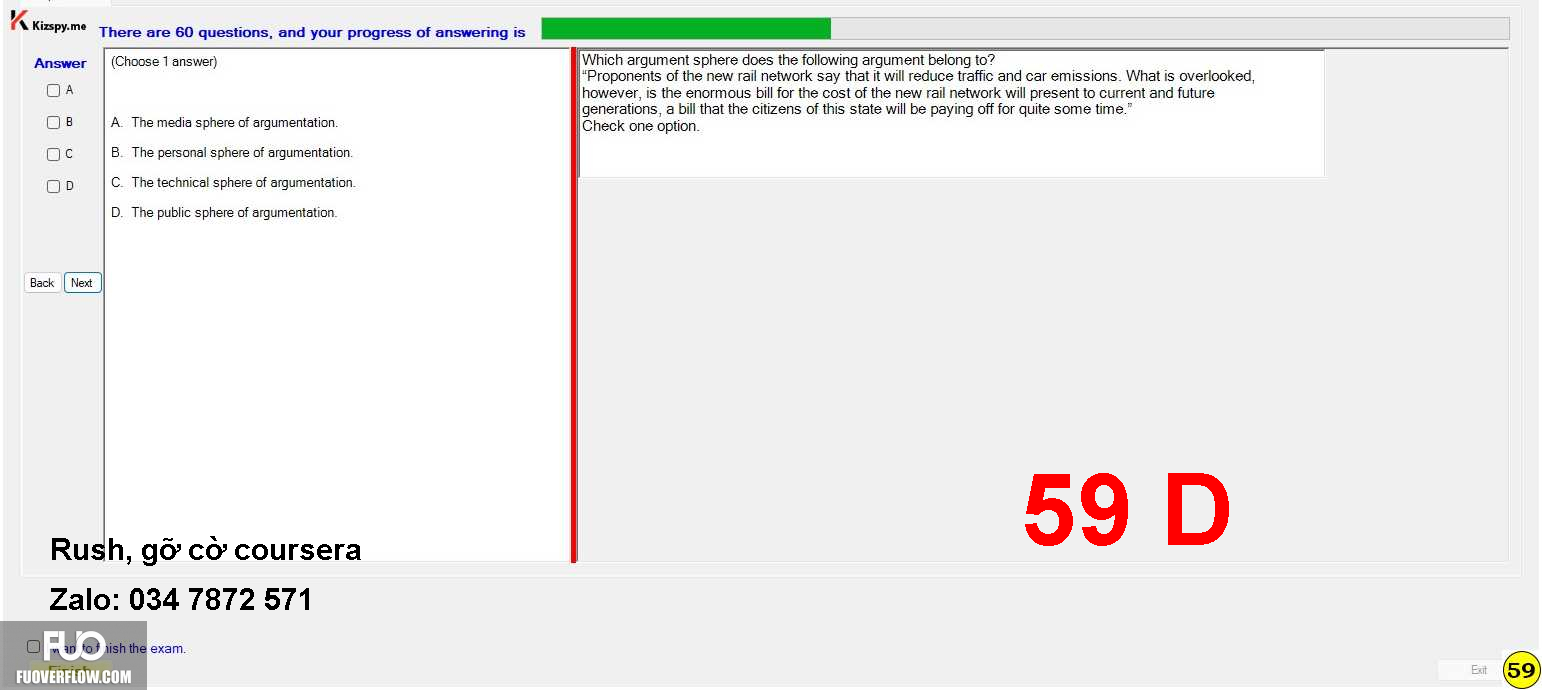 Kizspy.me
There are 60 questions, and your progress of answering is
Answer
A
B
C
D
Back
Next
(Choose 1 answer)
A. The media sphere of argumentation.
B. The personal sphere of argumentation.
C. The technical sphere of argumentation.
D. The public sphere of argumentation.
Which argument sphere does the following argument belong to?
“Proponents of the new rail network say that it will reduce traffic and car emissions. What is overlooked,
however, is the enormous bill for the cost of the new rail network will present to current and future
generations, a bill that the citizens of this state will be paying off for quite some time.”
Check one option.
59 D
Rush, gỡ cờ coursera
Zalo: 034 7872 571
want to finish the exam.
Finish
FUO
FUOVERFLOW.COM
Exit
59